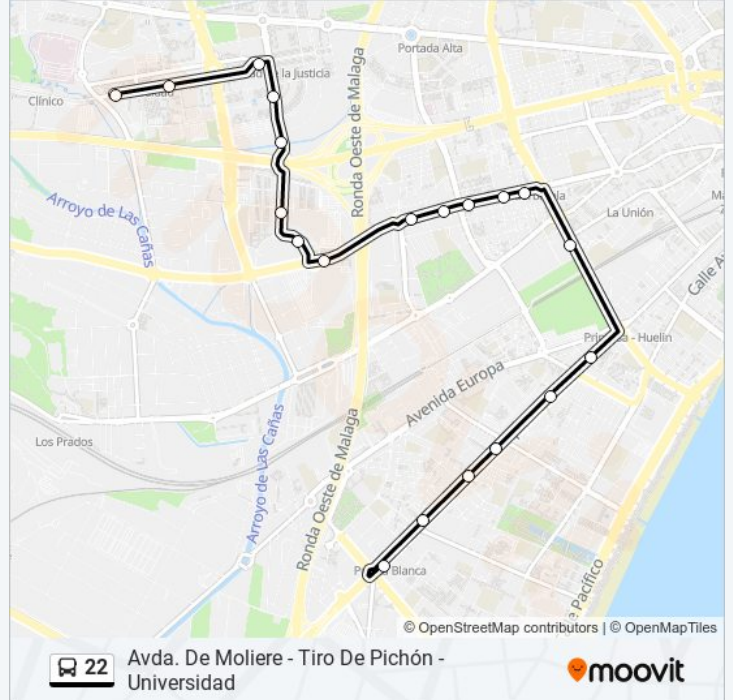 Portada Alta
la Justicia
Clínico
Ronda Oeste de Malaga
Arroyo de Las Cañas
La Unión
Calle A
Huelin
Avenida Europa
Los Prados
Arroyo de Las Cañas
Ronda Oeste de Malaga
Blanca
Pacífico
© OpenStreetMap contributors | © OpenMapTiles
22
Avda. De Moliere - Tiro De Pichón -
Universidad
moovit